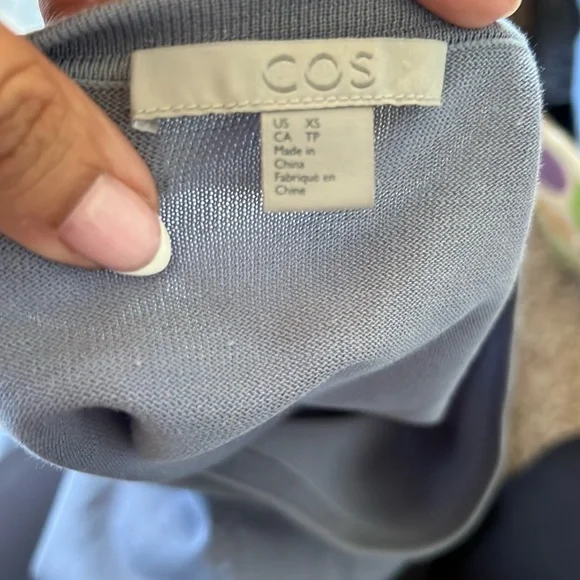 COS
US XS
CA TP
Made in
China
Fabriqué en
Chine